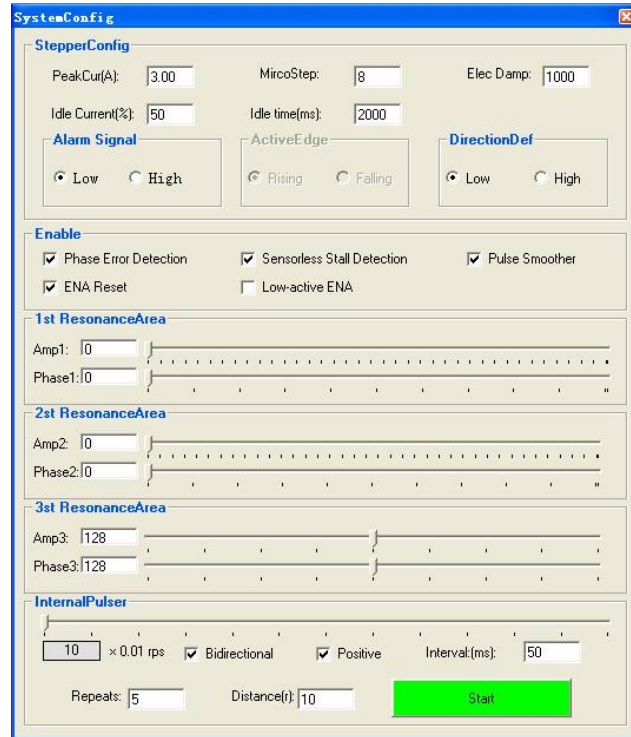 SystemConfig
StepperConfig
PeakCur(A): 3.00 MircoStep: 8 Elec Damp: 1000
Idle Current(%): 50 Idle time(ms): 2000
Alarm Signal ActiveEdge DirectionDef
Low High Rising Falling Low High
Enable
Phase Error Detection Sensorless Stall Detection Pulse Smoother
ENA Reset Low-active ENA
1st ResonanceArea
Amp1: 0
Phase1: 0
2st ResonanceArea
Amp2: 0
Phase2: 0
3st ResonanceArea
Amp3: 128
Phase3: 128
InternalPulser
10 × 0.01 rps Bidirectional Positive Interval:(ms): 50
Repeats: 5 Distance(r): 10 Start